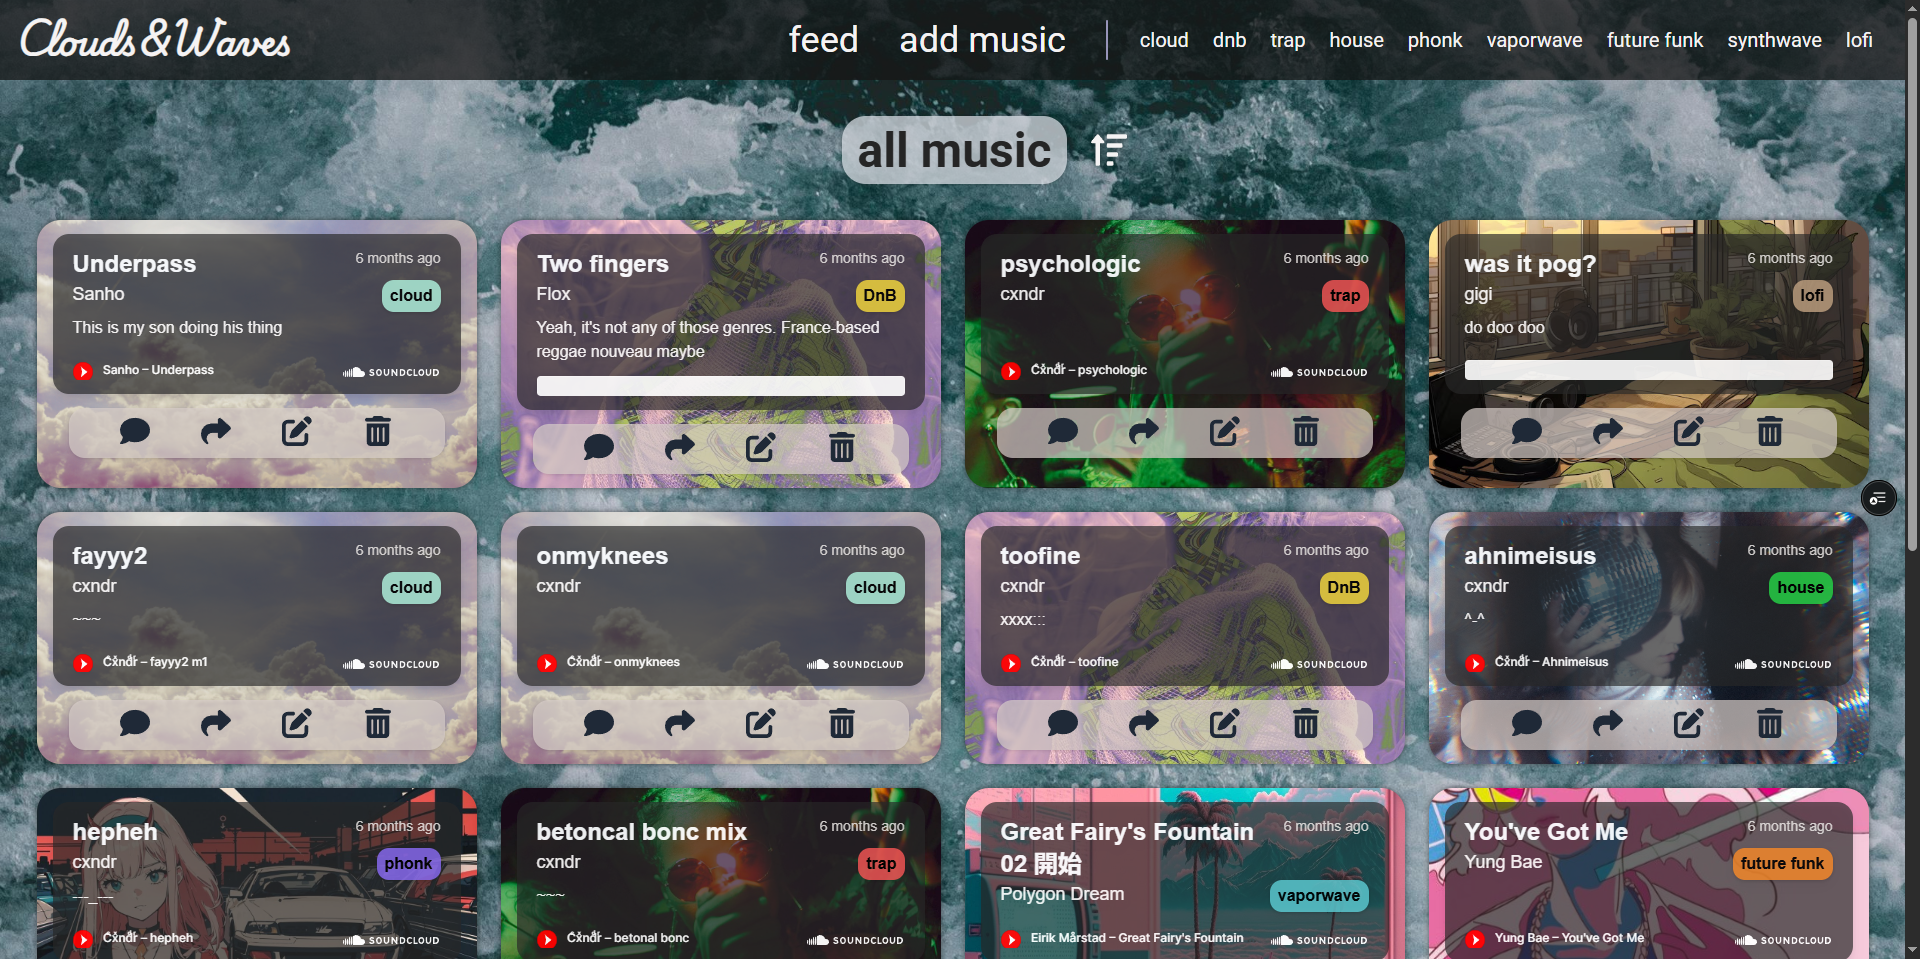 Clouds & Waves
feed
add music
cloud
dnb
trap
house
phonk
vaporwave
future funk
synthwave
lofi
all music
Underpass
6 months ago
Sanho
cloud
This is my son doing his thing
Sanho – Underpass
SOUNDCLOUD
Two fingers
6 months ago
Flox
DnB
Yeah, it's not any of those genres. France-based
reggae nouveau maybe
psychologic
6 months ago
cxndr
trap
– psychologic
SOUNDCLOUD
was it pog?
6 months ago
gigi
lofi
do doo doo
fayyy2
6 months ago
cxndr
cloud
~~~
– fayyy2 m1
SOUNDCLOUD
onmyknees
6 months ago
cxndr
cloud
– onmyknees
SOUNDCLOUD
toofine
6 months ago
cxndr
DnB
xxxx:::
– toofine
SOUNDCLOUD
ahnimeisus
6 months ago
cxndr
house
^-^
– Ahnimeisus
SOUNDCLOUD
hepheh
6 months ago
cxndr
phonk
– hepheh
SOUNDCLOUD
betoncal bonc mix
6 months ago
cxndr
trap
~~~
– betonal bonc
SOUNDCLOUD
Great Fairy's Fountain
6 months ago
02 開始
Polygon Dream
vaporwave
Eirik Mårstad – Great Fairy's Fountain
SOUNDCLOUD
You've Got Me
6 months ago
Yung Bae
future funk
Yung Bae – You've Got Me
SOUNDCLOUD